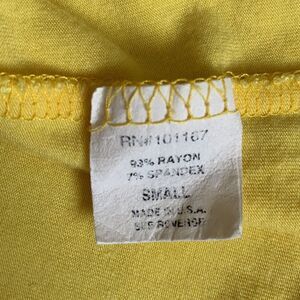 RN#101167
93% RAYON
7% SPANDEX
SMALL
MADE IN U.S.A.
SEE REVERSE